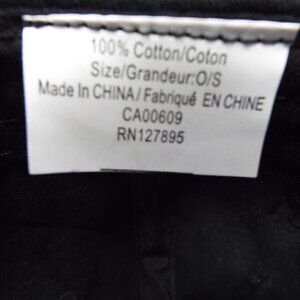 100% Cotton/Coton
Size/Grandeur:O/S
Made In CHINA/ Fabriqué EN CHINE
CA00609
RN127895